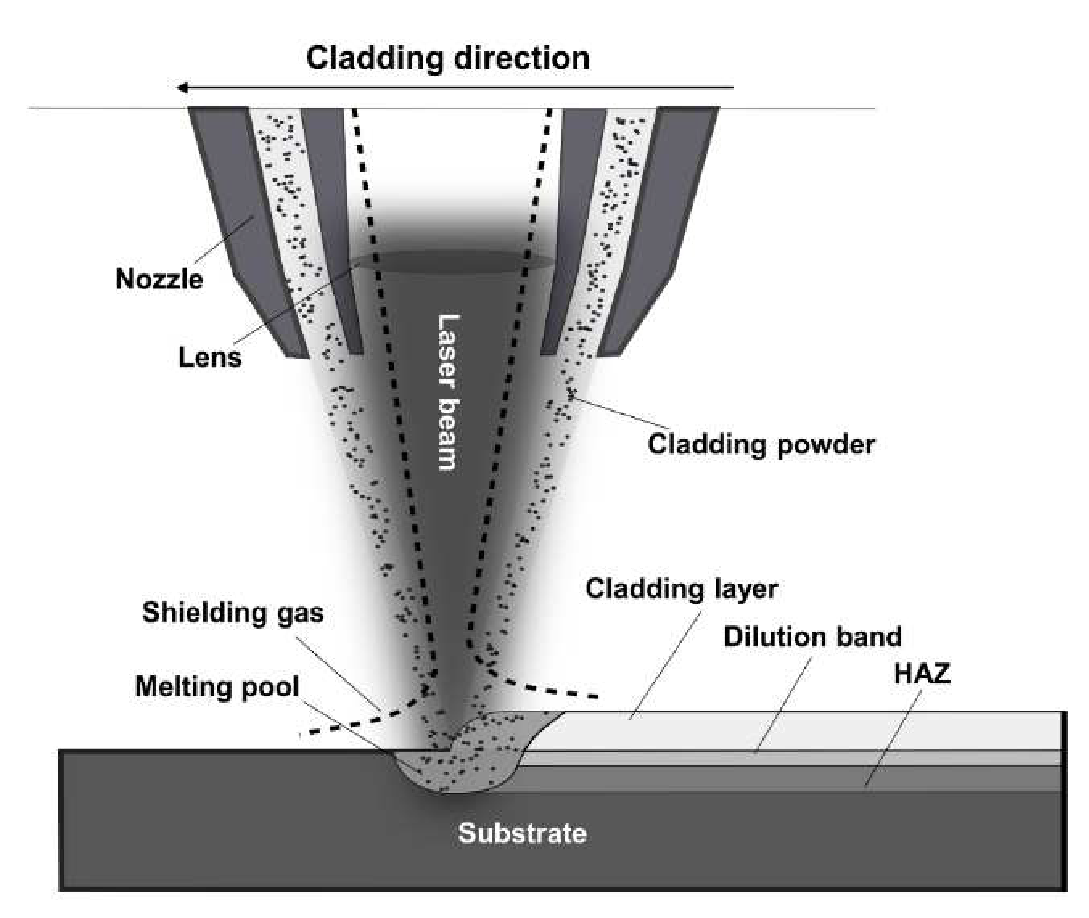 Cladding direction
Nozzle
Lens
Laser beam
Cladding powder
Cladding layer
Shielding gas
Dilution band
HAZ
Melting pool
Substrate